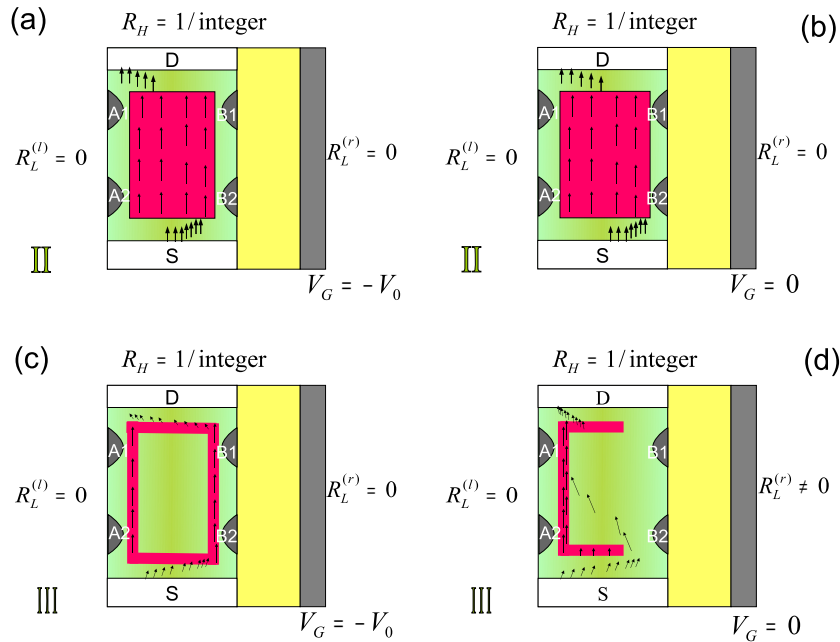 (a)
R_H = 1/integer
D
A1
B1
R_L^(l) = 0
R_L^(r) = 0
A2
B2
S
II
V_G = -V_0
(b)
R_H = 1/integer
D
A1
B1
R_L^(l) = 0
R_L^(r) = 0
A2
B2
S
II
V_G = 0
(c)
R_H = 1/integer
D
A1
B1
R_L^(l) = 0
R_L^(r) = 0
A2
B2
S
III
V_G = -V_0
(d)
R_H = 1/integer
D
A1
B1
R_L^(l) = 0
R_L^(r) ≠ 0
A2
B2
S
III
V_G = 0